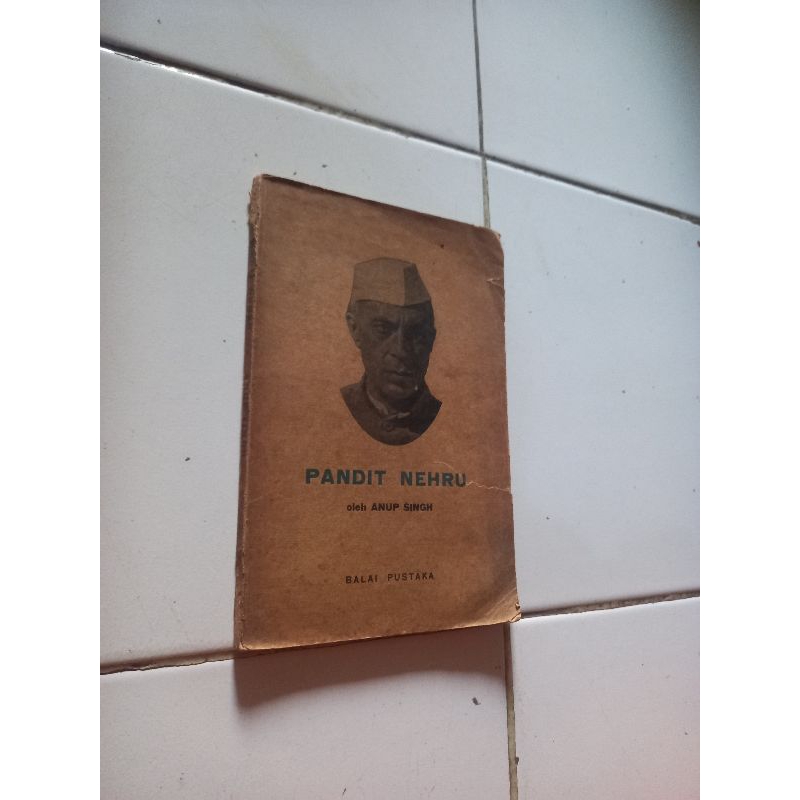 PANDIT NEHRU
oleh ANUP SINGH
BALAI PUSTAKA